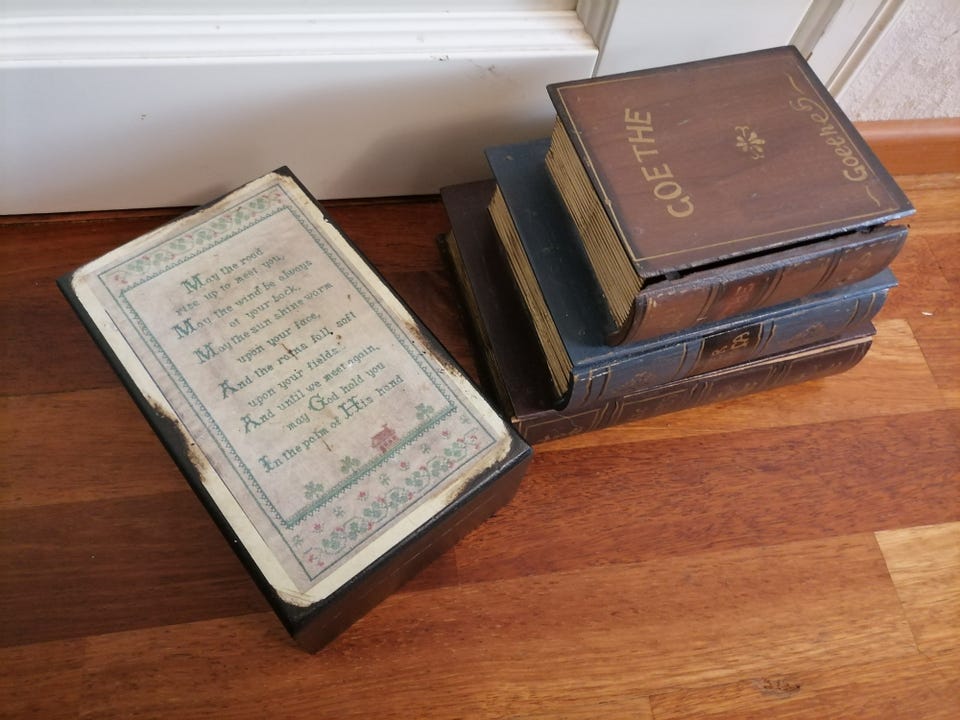 May the road
rise up to meet you,
May the wind be always
of your back,
May the sun shine warm
upon your face,
And the rains fall soft
upon your fields.
And until we meet again,
may God hold you
In the palm of His hand
GOETHE
Goethe